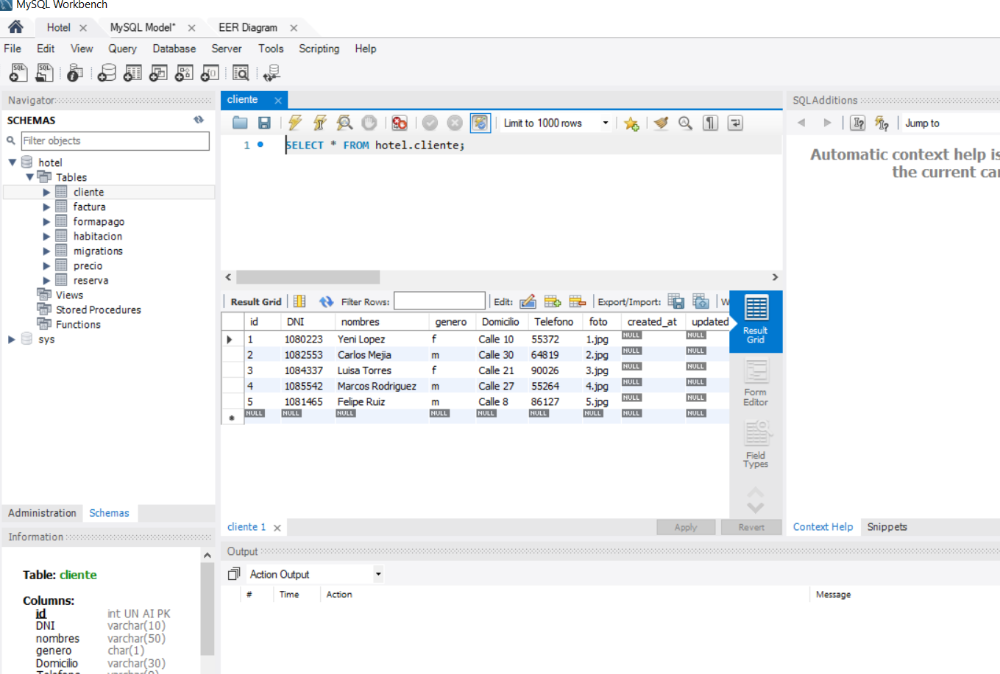 MySQL Workbench
Hotel
MySQL Model*
EER Diagram
File Edit View Query Database Server Tools Scripting Help
Navigator
SCHEMAS
Filter objects
hotel
Tables
cliente
factura
formapago
habitacion
migrations
precio
reserva
Views
Stored Procedures
Functions
sys
Administration Schemas
Information
Table: cliente
Columns:
id int UN AI PK
DNI varchar(10)
nombres varchar(50)
genero char(1)
Domicilio varchar(30)
cliente
Limit to 1000 rows
1 SELECT * FROM hotel.cliente;
Result Grid Filter Rows: Edit: Export/Import: W
id DNI nombres genero Domicilio Telefono foto created_at updated
1 1080223 Yeni Lopez f Calle 10 55372 1.jpg NULL NULL
2 1082553 Carlos Mejia m Calle 30 64819 2.jpg NULL NULL
3 1084337 Luisa Torres f Calle 21 90026 3.jpg NULL NULL
4 1085542 Marcos Rodriguez m Calle 27 55264 4.jpg NULL NULL
5 1081465 Felipe Ruiz m Calle 8 86127 5.jpg NULL NULL
NULL NULL NULL NULL NULL NULL NULL NULL NULL
Result
Grid
Form
Editor
Field
Types
cliente 1
Apply Revert
Output
Action Output
# Time Action Message
SQLAdditions
Jump to
Automatic context help is
the current car
Context Help Snippets